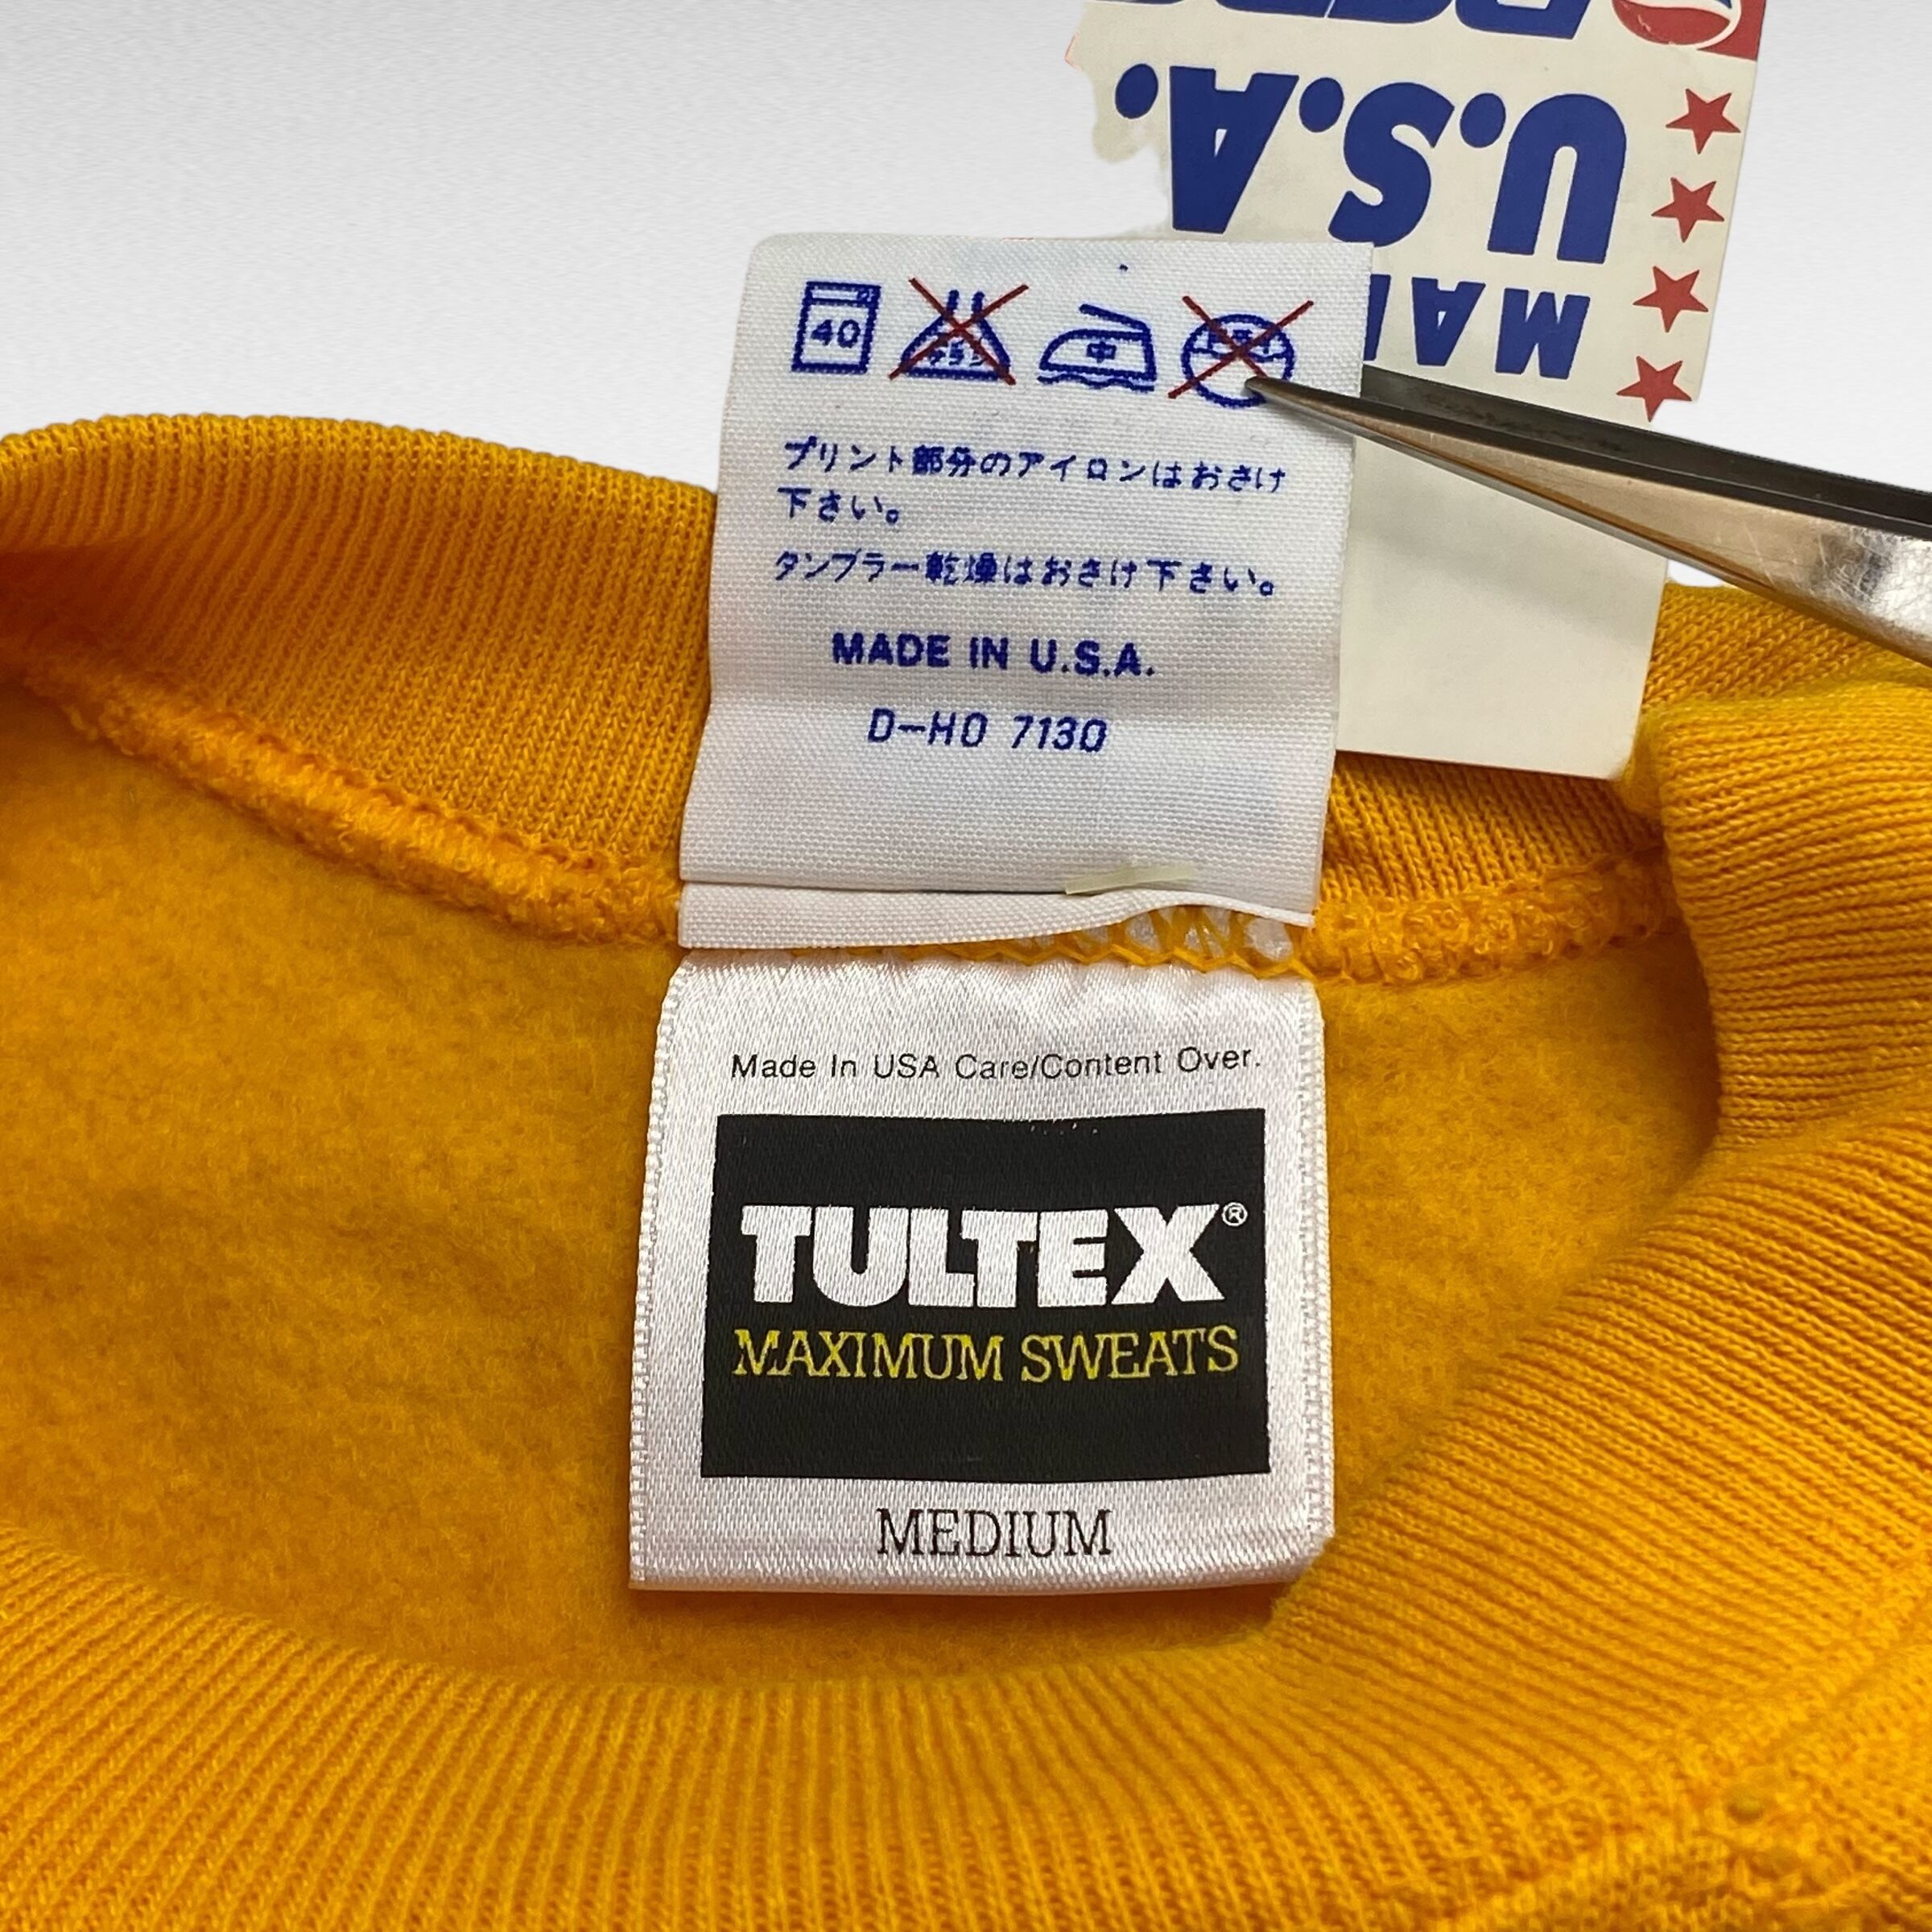 U.S.A.
40
中
プリント部分のアイロンはおさけ
下さい。
タンブラー乾燥はおさけ下さい。
MADE IN U.S.A.
D-HO 7130
Made In USA Care/Content Over.
TULTEX®
MAXIMUM SWEATS
MEDIUM